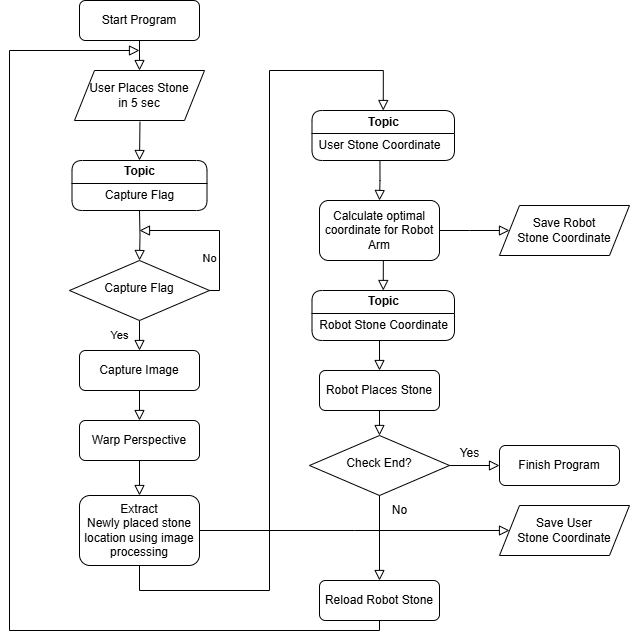 Start Program
User Places Stone
in 5 sec
Topic
Capture Flag
No
Capture Flag
Yes
Capture Image
Warp Perspective
Extract
Newly placed stone
location using image
processing
Topic
User Stone Coordinate
Calculate optimal
coordinate for Robot
Arm
Save Robot
Stone Coordinate
Topic
Robot Stone Coordinate
Robot Places Stone
Check End?
Yes
Finish Program
No
Save User
Stone Coordinate
Reload Robot Stone